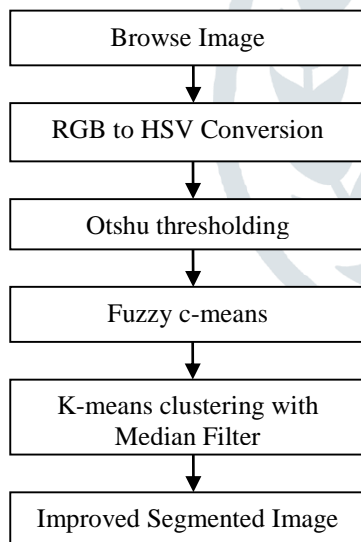 Browse Image
RGB to HSV Conversion
Otshu thresholding
Fuzzy c-means
K-means clustering with
Median Filter
Improved Segmented Image